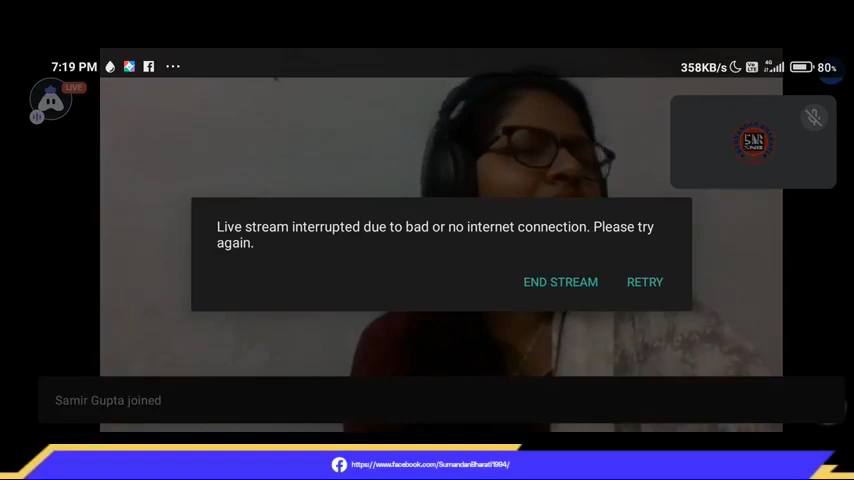 7:19 PM
358KB/s
4G
80%
LIVE
Live stream interrupted due to bad or no internet connection. Please try
again.
END STREAM
RETRY
Samir Gupta joined
https://www.facebook.com/SumandanBharati1994/